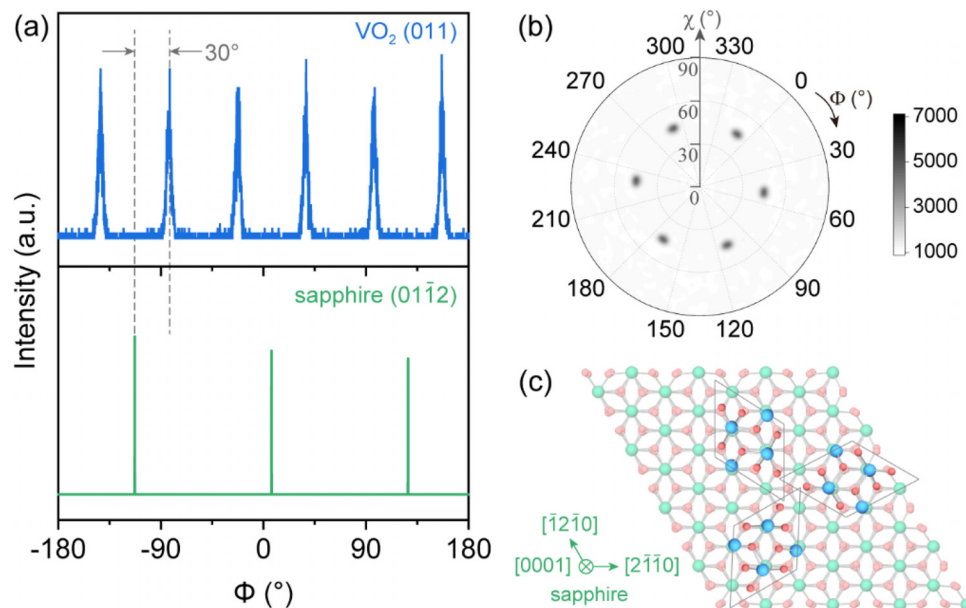 (a)
VO₂ (011)
30°
Intensity (a.u.)
sapphire (011̄2)
-180 -90 0 90 180
Φ (°)
(b)
χ (°)
300 330
270 90 0
Φ (°)
60
240 30 30
0
210 60
180 90
150 120
7000
5000
3000
1000
(c)
[1̄21̄0]
[0001] [21̄1̄0]
sapphire